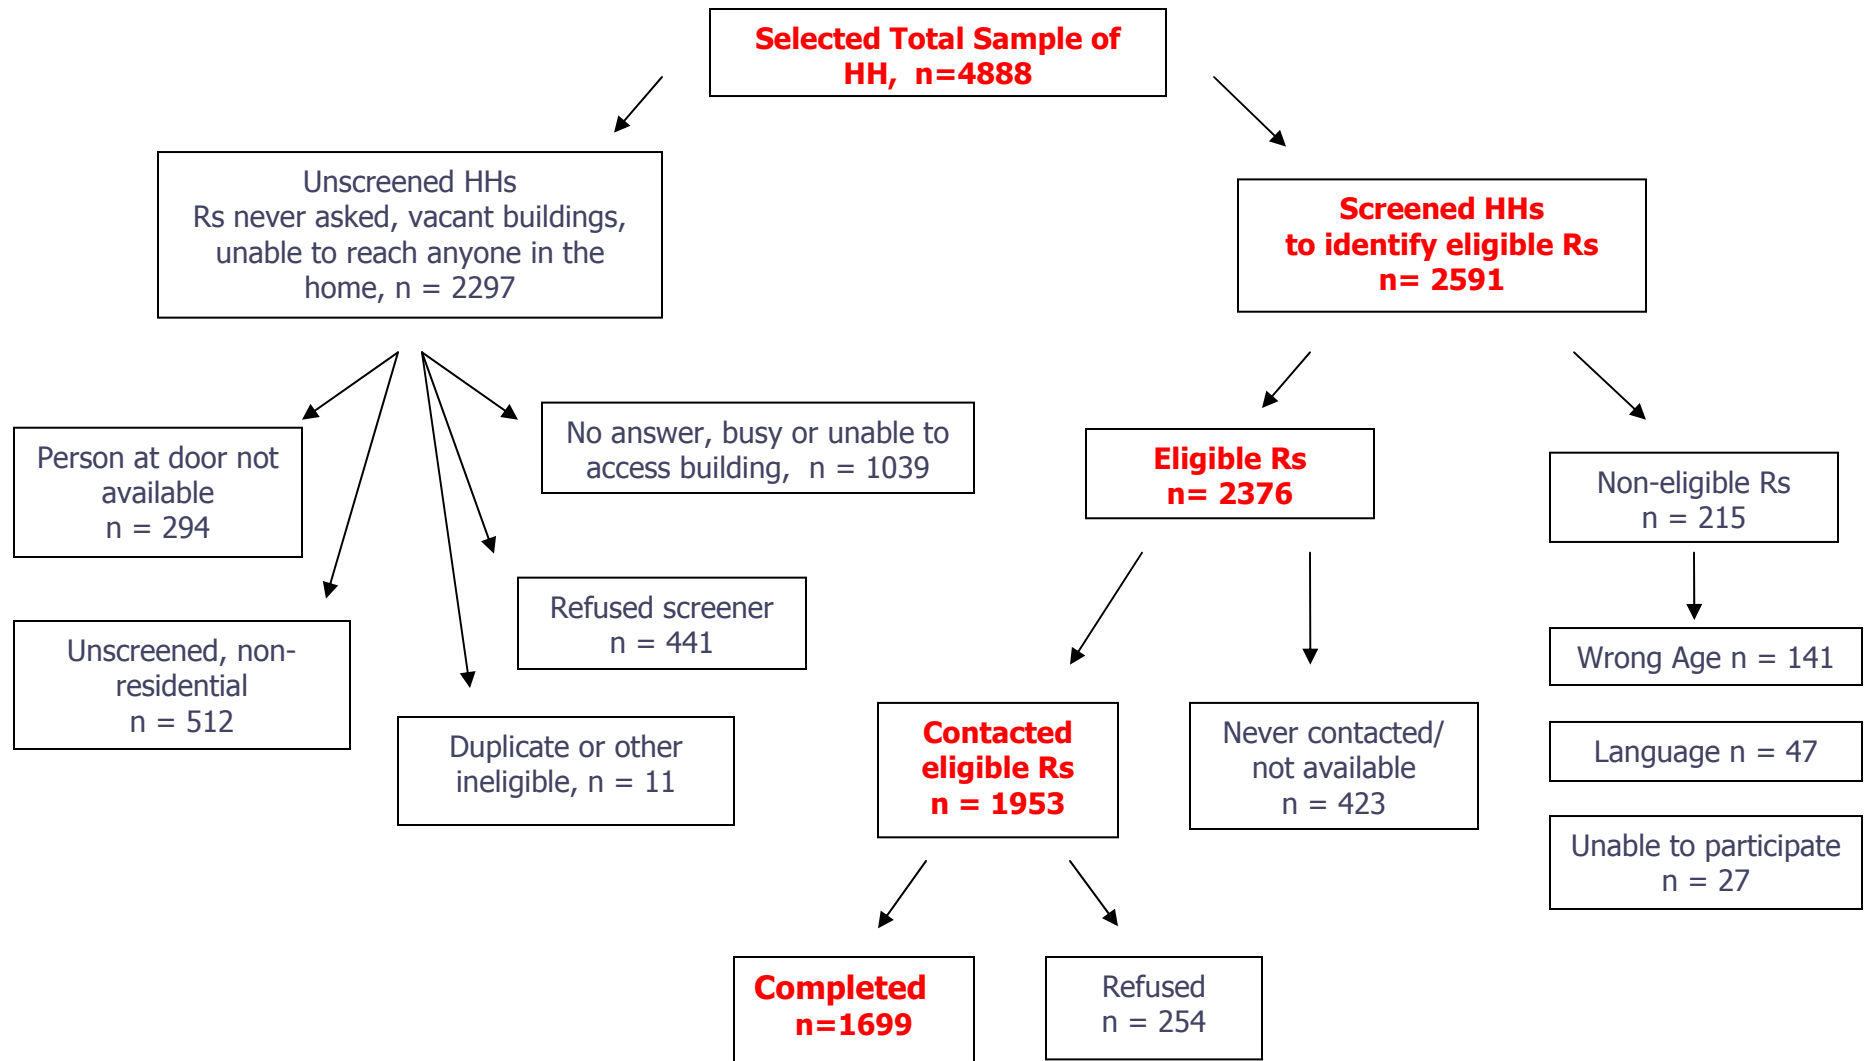 Selected Total Sample of
HH, n=4888
Unscreened HHs
Rs never asked, vacant buildings,
unable to reach anyone in the
home, n = 2297
Screened HHs
to identify eligible Rs
n= 2591
Person at door not
available
n = 294
No answer, busy or unable to
access building, n = 1039
Eligible Rs
n= 2376
Non-eligible Rs
n = 215
Unscreened, non-
residential
n = 512
Refused screener
n = 441
Duplicate or other
ineligible, n = 11
Contacted
eligible Rs
n = 1953
Never contacted/
not available
n = 423
Wrong Age n = 141
Language n = 47
Unable to participate
n = 27
Completed
n=1699
Refused
n = 254